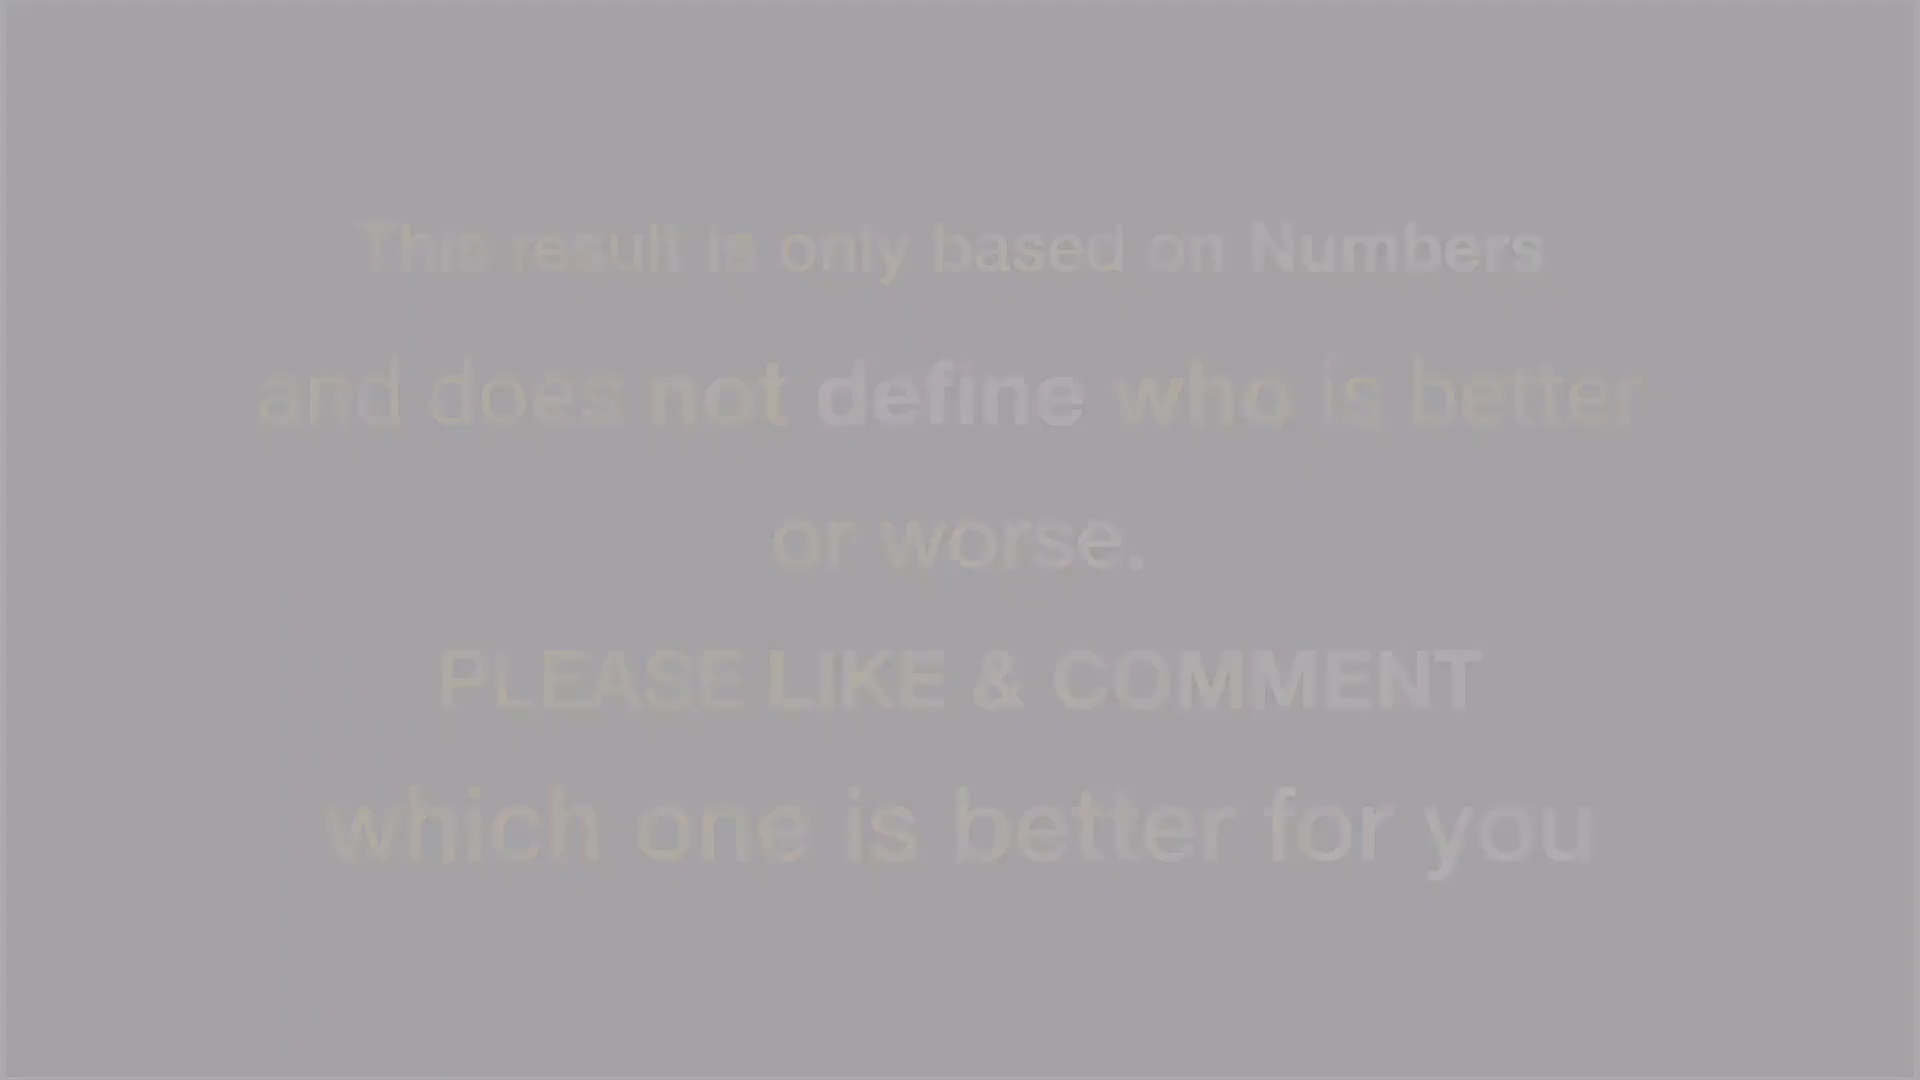 This result is only based on Numbers
and does not define who is better
or worse.
PLEASE LIKE & COMMENT
which one is better for you